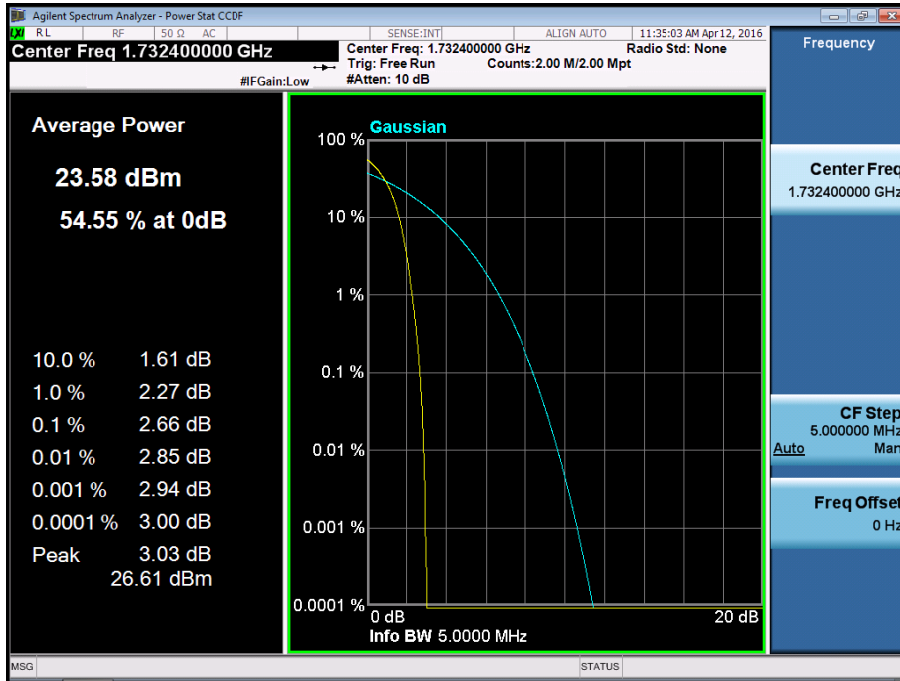 Agilent Spectrum Analyzer - Power Stat CCDF
LXI RL RF 50 Ω AC SENSE:INT ALIGN AUTO 11:35:03 AM Apr 12, 2016
Center Freq 1.732400000 GHz
Center Freq: 1.732400000 GHz Radio Std: None
Trig: Free Run Counts:2.00 M/2.00 Mpt
#IFGain:Low #Atten: 10 dB
Frequency
Average Power
23.58 dBm
54.55 % at 0dB
10.0 % 1.61 dB
1.0 % 2.27 dB
0.1 % 2.66 dB
0.01 % 2.85 dB
0.001 % 2.94 dB
0.0001 % 3.00 dB
Peak 3.03 dB
26.61 dBm
Gaussian
100 %
10 %
1 %
0.1 %
0.01 %
0.001 %
0.0001 %
0 dB 20 dB
Info BW 5.0000 MHz
Center Freq
1.732400000 GHz
CF Step
5.000000 MHz
Auto Man
Freq Offset
0 Hz
MSG STATUS